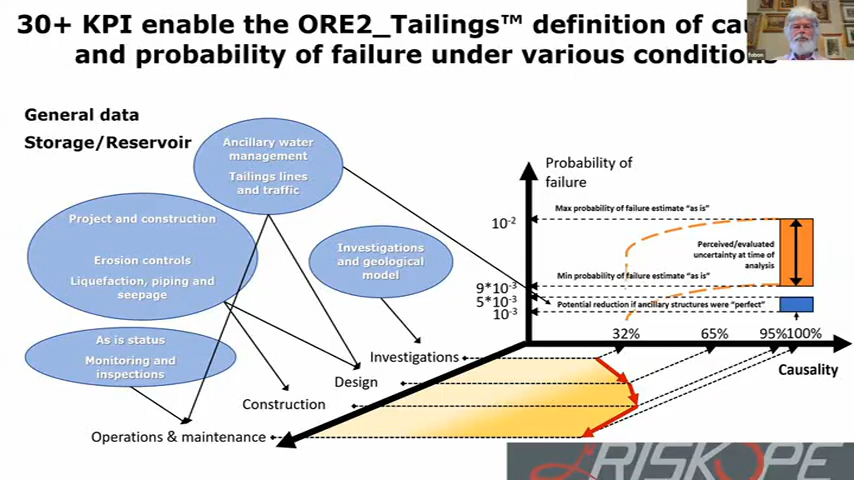 30+ KPI enable the ORE2_Tailings™ definition of
and probability of failure under various conditions
General data
Storage/Reservoir
Ancillary water
management
Tailings lines
and traffic
Project and construction
Erosion controls
Liquefaction, piping and
seepage
Investigations
and geological
model
As is status
Monitoring and
inspections
Investigations
Design
Construction
Operations & maintenance
Probability of
failure
Max probability of failure estimate "as is"
10-2
Perceived/evaluated
uncertainty at time of
analysis
Min probability of failure estimate "as is"
9*10-3
5*10-3
Potential reduction if ancillary structures were "perfect"
10-3
32%
65%
95%
100%
Causality
RISKOPE